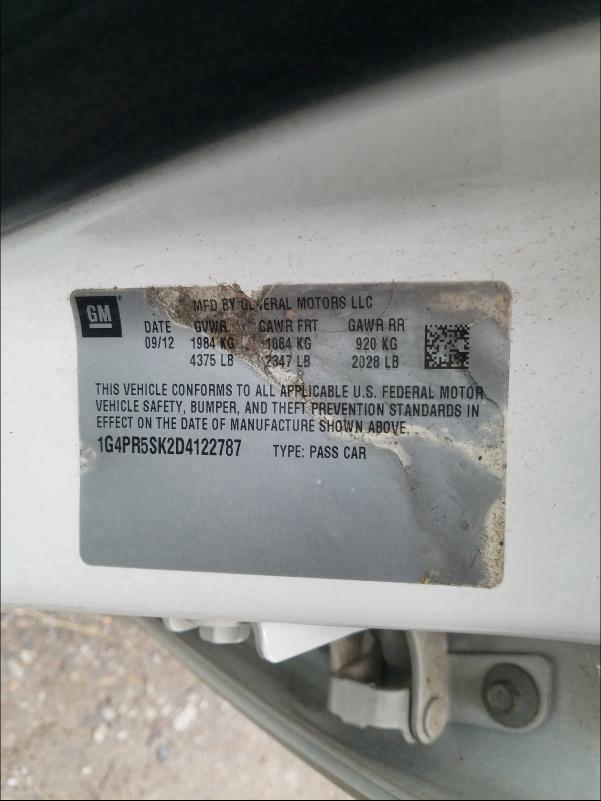 GM
MFD BY GENERAL MOTORS LLC
DATE GVWR GAWR FRT GAWR RR
09/12 1984 KG 1064 KG 920 KG
4375 LB 2347 LB 2028 LB
THIS VEHICLE CONFORMS TO ALL APPLICABLE U.S. FEDERAL MOTOR
VEHICLE SAFETY, BUMPER, AND THEFT PREVENTION STANDARDS IN
EFFECT ON THE DATE OF MANUFACTURE SHOWN ABOVE
1G4PR5SK2D4122787 TYPE: PASS CAR